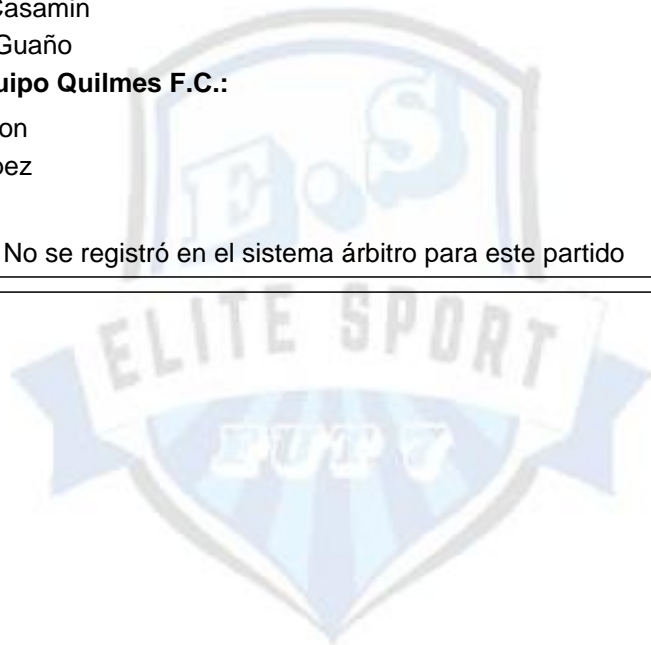 Casamin
Guaño
uipo Quilmes F.C.:
on
pez
No se registró en el sistema árbitro para este partido
E.S
ELITE SPORT
FUT 7